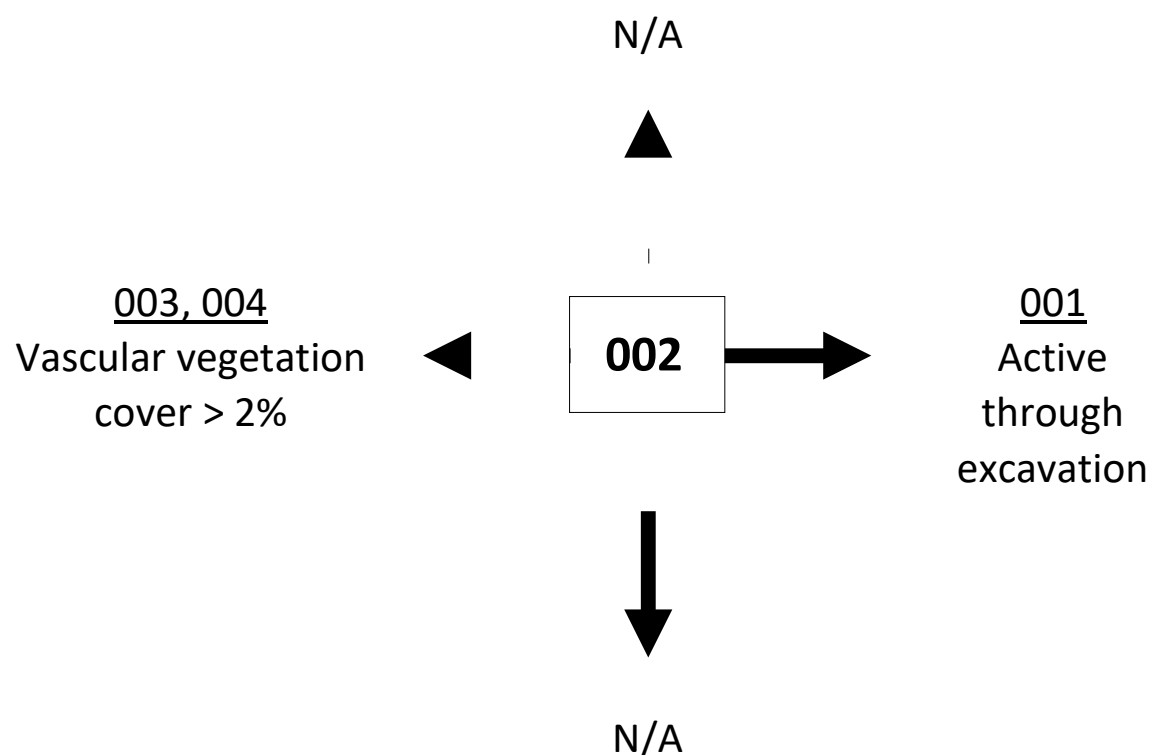 N/A
003, 004
Vascular vegetation
cover > 2%
002
001
Active
through
excavation
N/A